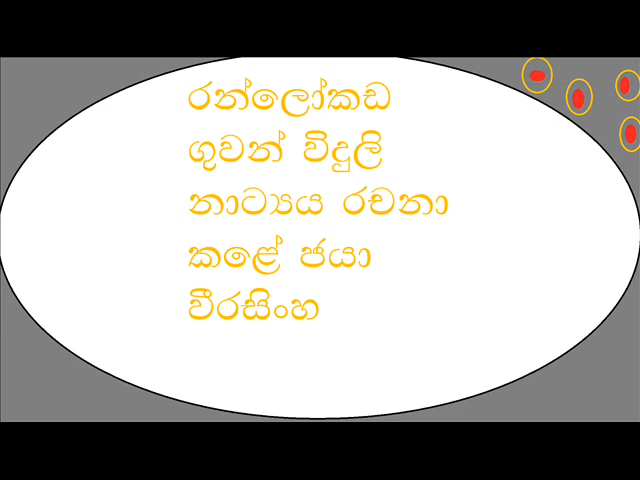 රන්ලෝකඩ
ගුවන් විදුලි
නාට්‍යය රචනා
කළේ ජයා
වීරසිංහ